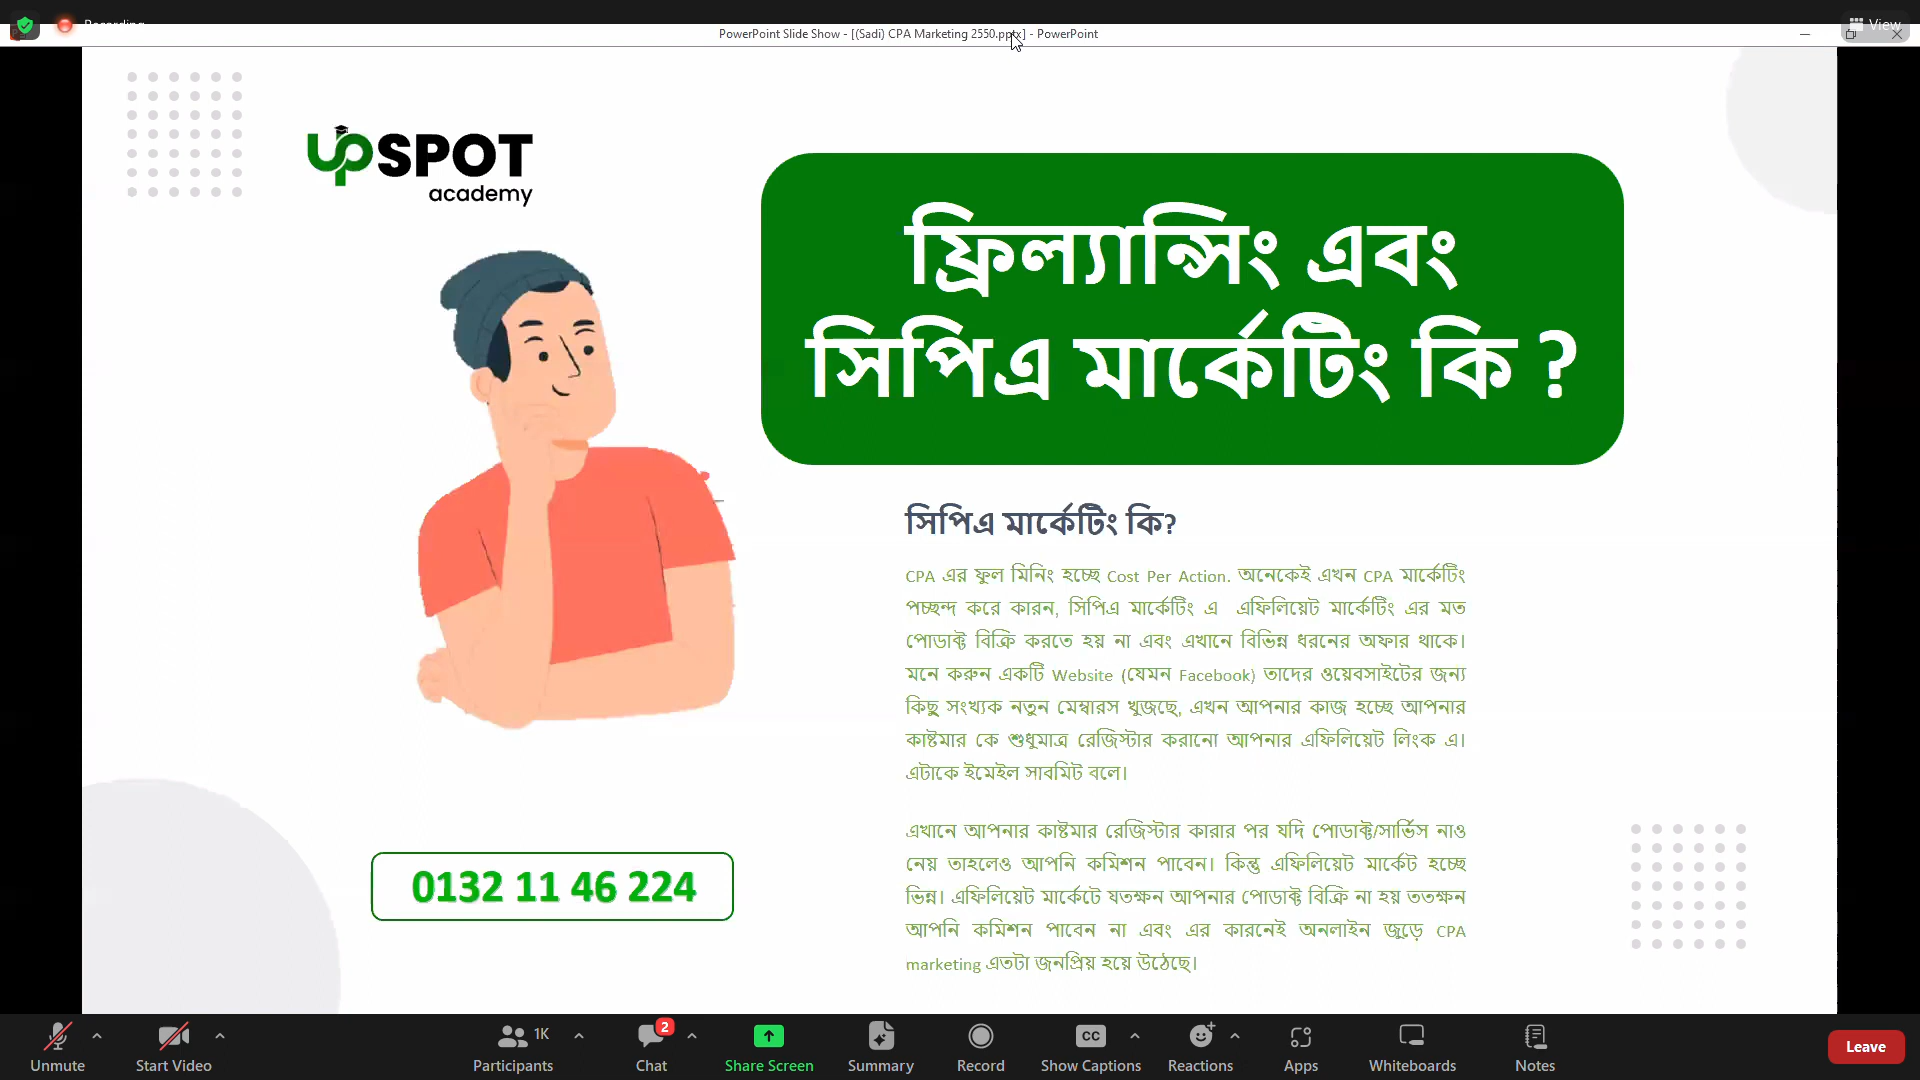 Recording
View
PowerPoint Slide Show - [(Sadi) CPA Marketing 2550.pptx] - PowerPoint
upSPOT
academy
ফ্রিল্যান্সিং এবং
সিপিএ মার্কেটিং কি ?
সিপিএ মার্কেটিং কি?
CPA এর ফুল মিনিং হচ্ছে Cost Per Action. অনেকেই এখন CPA মার্কেটিং
পচ্ছন্দ করে কারন, সিপিএ মার্কেটিং এ এফিলিয়েট মার্কেটিং এর মত
পোডাক্ট বিক্রি করতে হয় না এবং এখানে বিভিন্ন ধরনের অফার থাকে।
মনে করুন একটি Website (যেমন Facebook) তাদের ওয়েবসাইটের জন্য
কিছু সংখ্যক নতুন মেম্বারস খুজছে, এখন আপনার কাজ হচ্ছে আপনার
কাষ্টমার কে শুধুমাত্র রেজিস্টার করানো আপনার এফিলিয়েট লিংক এ।
এটাকে ইমেইল সাবমিট বলে।
এখানে আপনার কাষ্টমার রেজিস্টার কারার পর যদি পোডাক্ট/সার্ভিস নাও
নেয় তাহলেও আপনি কমিশন পাবেন। কিন্তু এফিলিয়েট মার্কেট হচ্ছে
ভিন্ন। এফিলিয়েট মার্কেটে যতক্ষন আপনার পোডাক্ট বিক্রি না হয় ততক্ষন
আপনি কমিশন পাবেন না এবং এর কারনেই অনলাইন জুড়ে CPA
marketing এতটা জনপ্রিয় হয়ে উঠেছে।
0132 11 46 224
1K
2
CC
Unmute
Start Video
Participants
Chat
Share Screen
Summary
Record
Show Captions
Reactions
Apps
Whiteboards
Notes
Leave